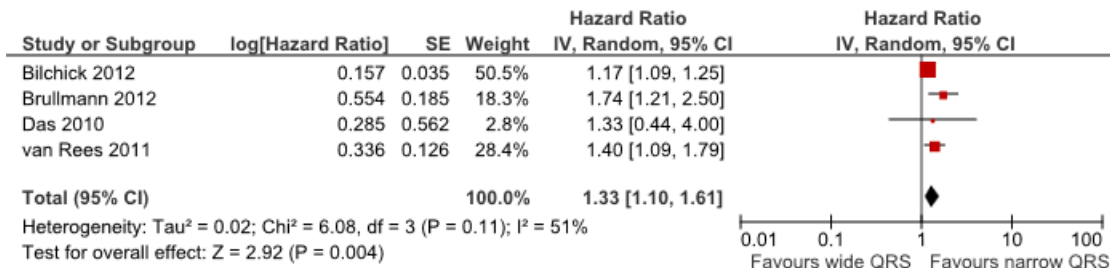 Hazard Ratio Hazard Ratio
Study or Subgroup log[Hazard Ratio] SE Weight IV, Random, 95% CI IV, Random, 95% CI
Bilchick 2012 0.157 0.035 50.5% 1.17 [1.09, 1.25]
Brullmann 2012 0.554 0.185 18.3% 1.74 [1.21, 2.50]
Das 2010 0.285 0.562 2.8% 1.33 [0.44, 4.00]
van Rees 2011 0.336 0.126 28.4% 1.40 [1.09, 1.79]
Total (95% CI) 100.0% 1.33 [1.10, 1.61]
Heterogeneity: Tau² = 0.02; Chi² = 6.08, df = 3 (P = 0.11); I² = 51%
Test for overall effect: Z = 2.92 (P = 0.004)
0.01 0.1 1 10 100
Favours wide QRS Favours narrow QRS